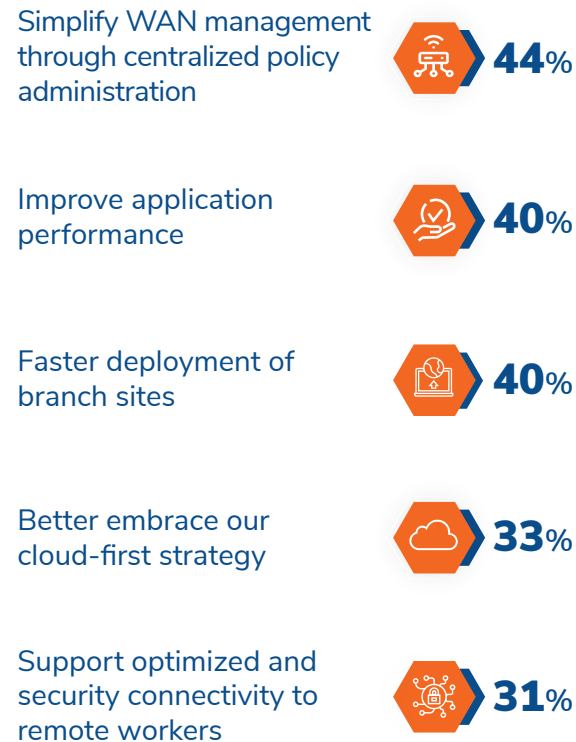 Simplify WAN management
through centralized policy
administration
44%
Improve application
performance
40%
Faster deployment of
branch sites
40%
Better embrace our
cloud-first strategy
33%
Support optimized and
security connectivity to
remote workers
31%